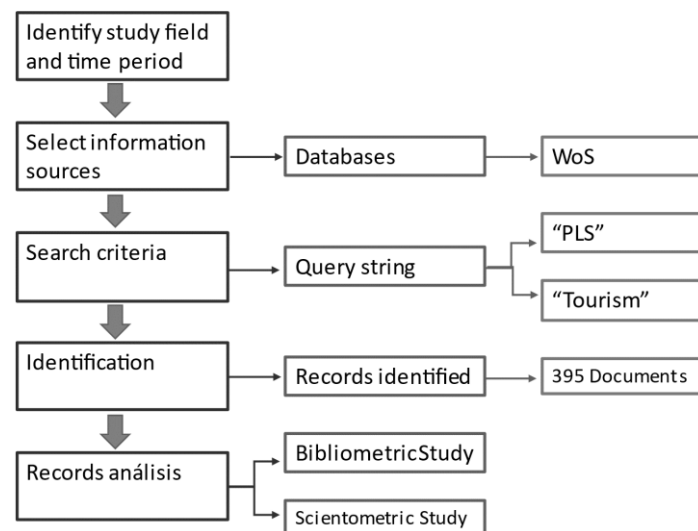 Identify study field
and time period
Select information
sources
Databases
WoS
Search criteria
Query string
“PLS”
“Tourism”
Identification
Records identified
395 Documents
Records análisis
BibliometricStudy
Scientometric Study